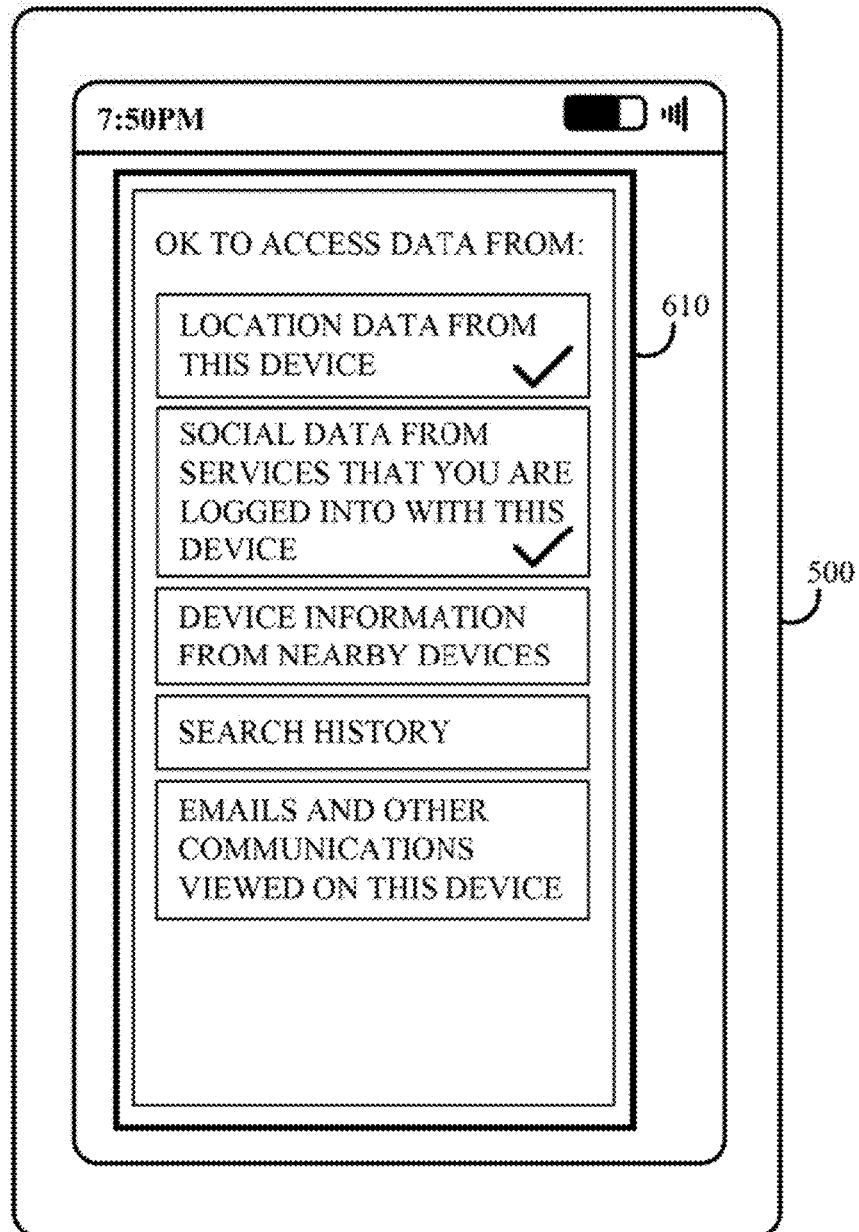 7:50PM
OK TO ACCESS DATA FROM:
LOCATION DATA FROM
THIS DEVICE
610
SOCIAL DATA FROM
SERVICES THAT YOU ARE
LOGGED INTO WITH THIS
DEVICE
500
DEVICE INFORMATION
FROM NEARBY DEVICES
SEARCH HISTORY
EMAILS AND OTHER
COMMUNICATIONS
VIEWED ON THIS DEVICE